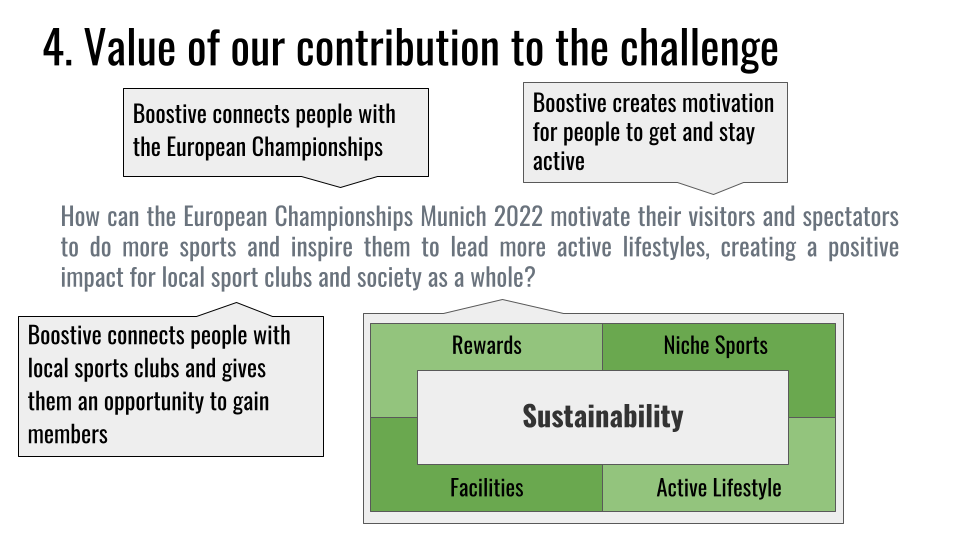 4. Value of our contribution to the challenge
Boostive connects people with
the European Championships
Boostive creates motivation
for people to get and stay
active
How can the European Championships Munich 2022 motivate their visitors and spectators
to do more sports and inspire them to lead more active lifestyles, creating a positive
impact for local sport clubs and society as a whole?
Boostive connects people with
local sports clubs and gives
them an opportunity to gain
members
Rewards
Niche Sports
Sustainability
Facilities
Active Lifestyle